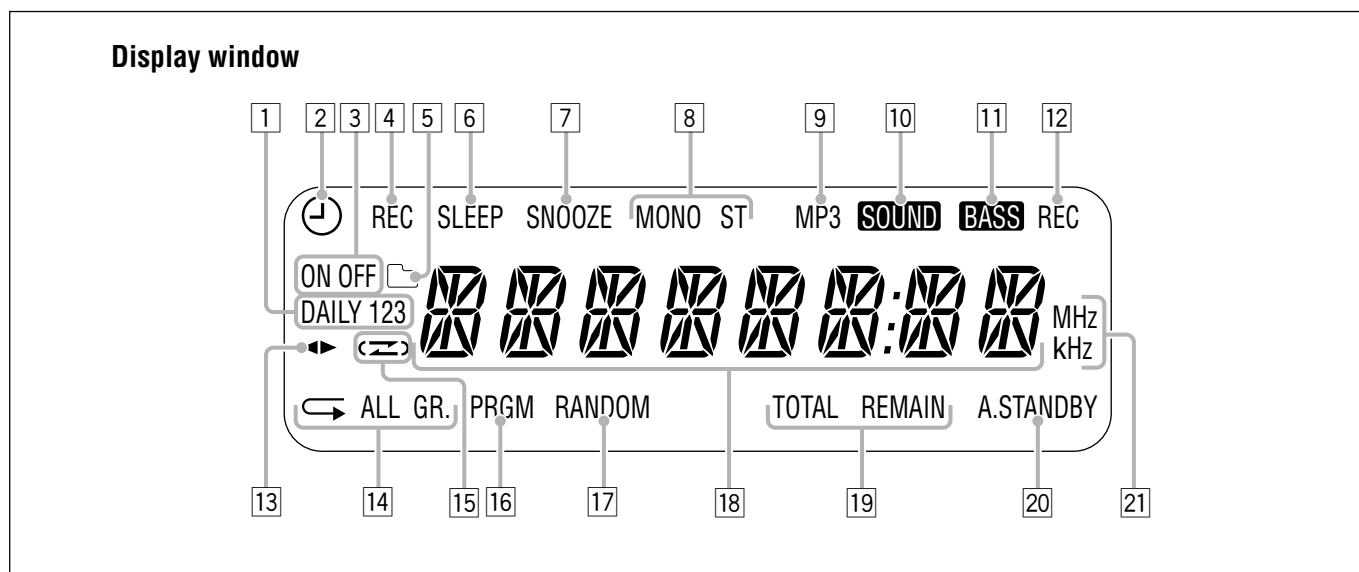 Display window
1 2 3 4 5 6 7 8 9 10 11 12
REC SLEEP SNOOZE MONO ST MP3 SOUND BASS REC
ON OFF
DAILY 123
MHz
kHz
ALL GR. PRGM RANDOM TOTAL REMAIN A.STANDBY
13 14 15 16 17 18 19 20 21